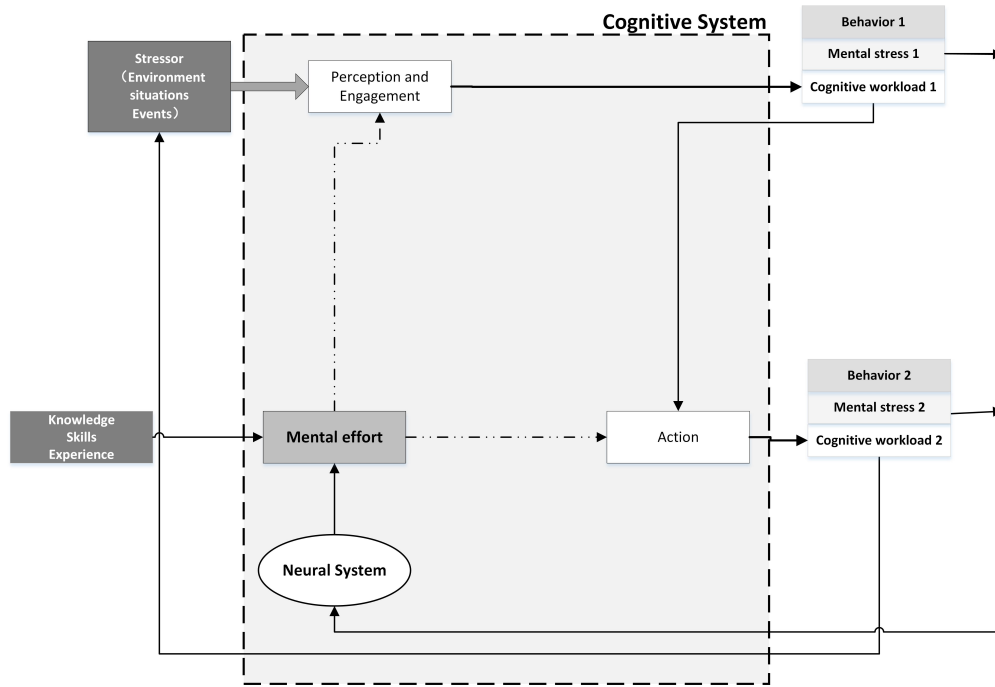 Cognitive System
Stressor
（Environment
situations
Events）
Perception and
Engagement
Behavior 1
Mental stress 1
Cognitive workload 1
Knowledge
Skills
Experience
Mental effort
Action
Behavior 2
Mental stress 2
Cognitive workload 2
Neural System